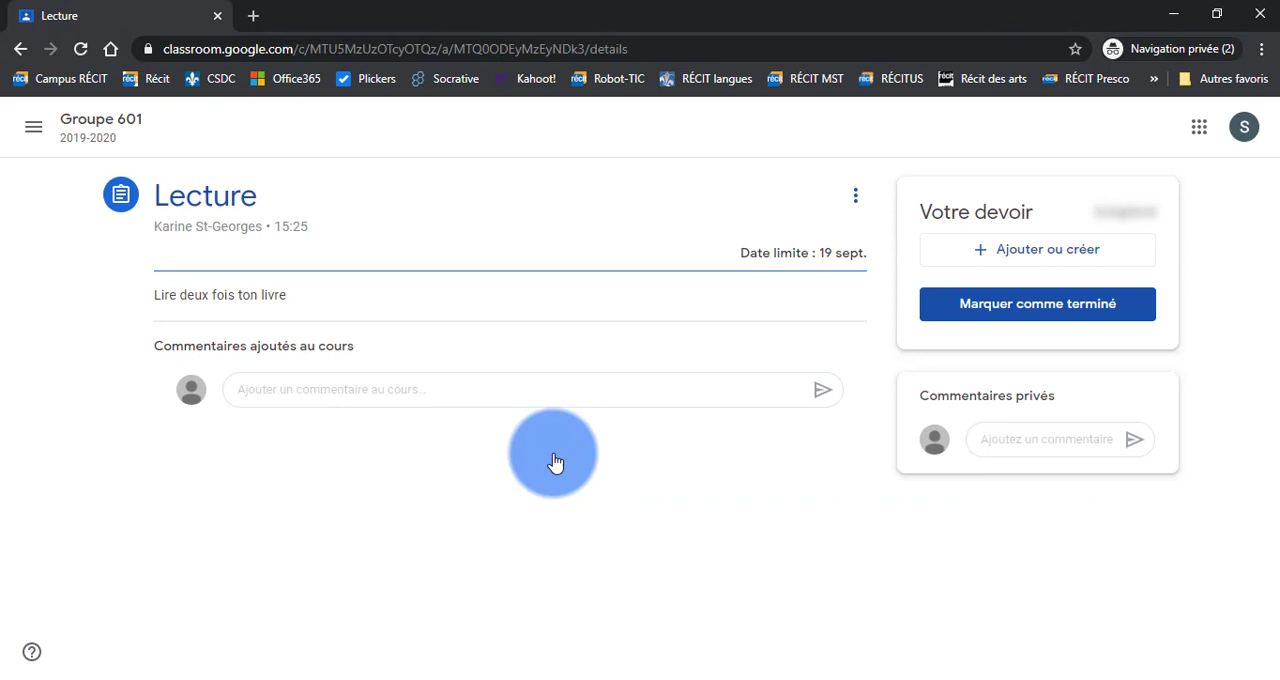 Lecture
classroom.google.com/c/MTU5MzUzOTcyOTQz/a/MTQ0ODEyMzEyNDk3/details
Navigation privée (2)
Campus RÉCIT
Récit
CSDC
Office365
Plickers
Socrative
Kahoot!
Robot-TIC
RÉCIT langues
RÉCIT MST
RÉCITUS
Récit des arts
RÉCIT Presco
»
Autres favoris
Groupe 601
2019-2020
S
Lecture
Karine St-Georges • 15:25
Date limite : 19 sept.
Lire deux fois ton livre
Commentaires ajoutés au cours
Ajouter un commentaire au cours...
Votre devoir
+ Ajouter ou créer
Marquer comme terminé
Commentaires privés
Ajoutez un commentaire